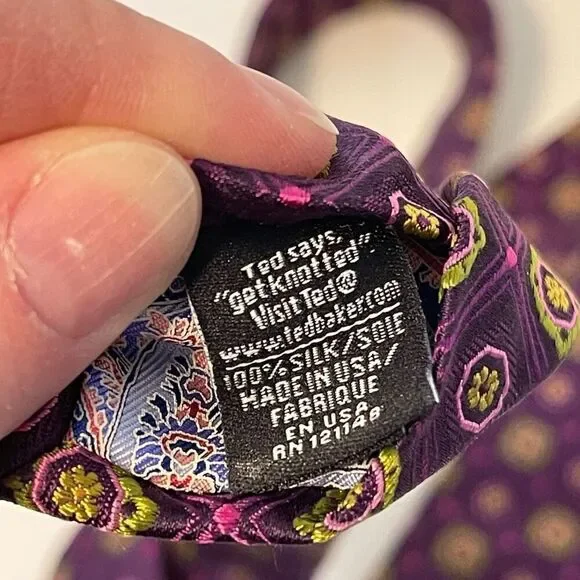 Ted says,
"get knotted".
Visit Ted@
www.tedbaker.com
100% SILK/SOIE
MADE IN USA/
FABRIQUE
EN USA
RN 121148